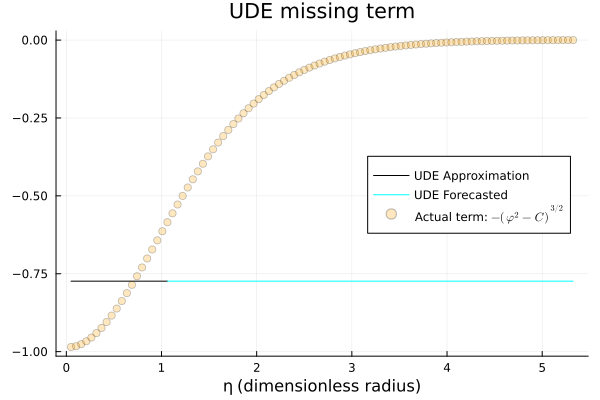 UDE missing term
0.00
−0.25
−0.50
−0.75
−1.00
UDE Approximation
UDE Forecasted
Actual term: −(φ² − C)^{3/2}
0 1 2 3 4 5
η (dimensionless radius)